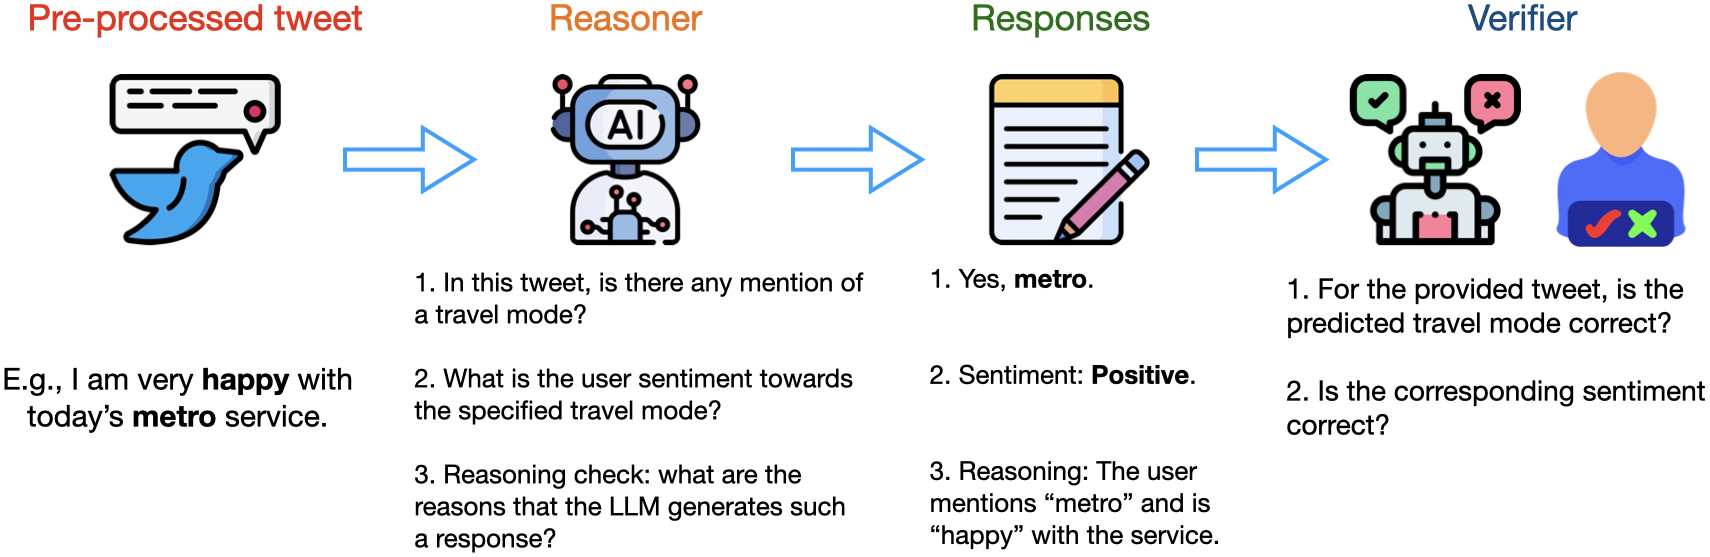 Pre-processed tweet
Reasoner
Responses
Verifier
AI
E.g., I am very happy with
today's metro service.
1. In this tweet, is there any mention of
a travel mode?
2. What is the user sentiment towards
the specified travel mode?
3. Reasoning check: what are the
reasons that the LLM generates such
a response?
1. Yes, metro.
2. Sentiment: Positive.
3. Reasoning: The user
mentions “metro” and is
“happy” with the service.
1. For the provided tweet, is the
predicted travel mode correct?
2. Is the corresponding sentiment
correct?